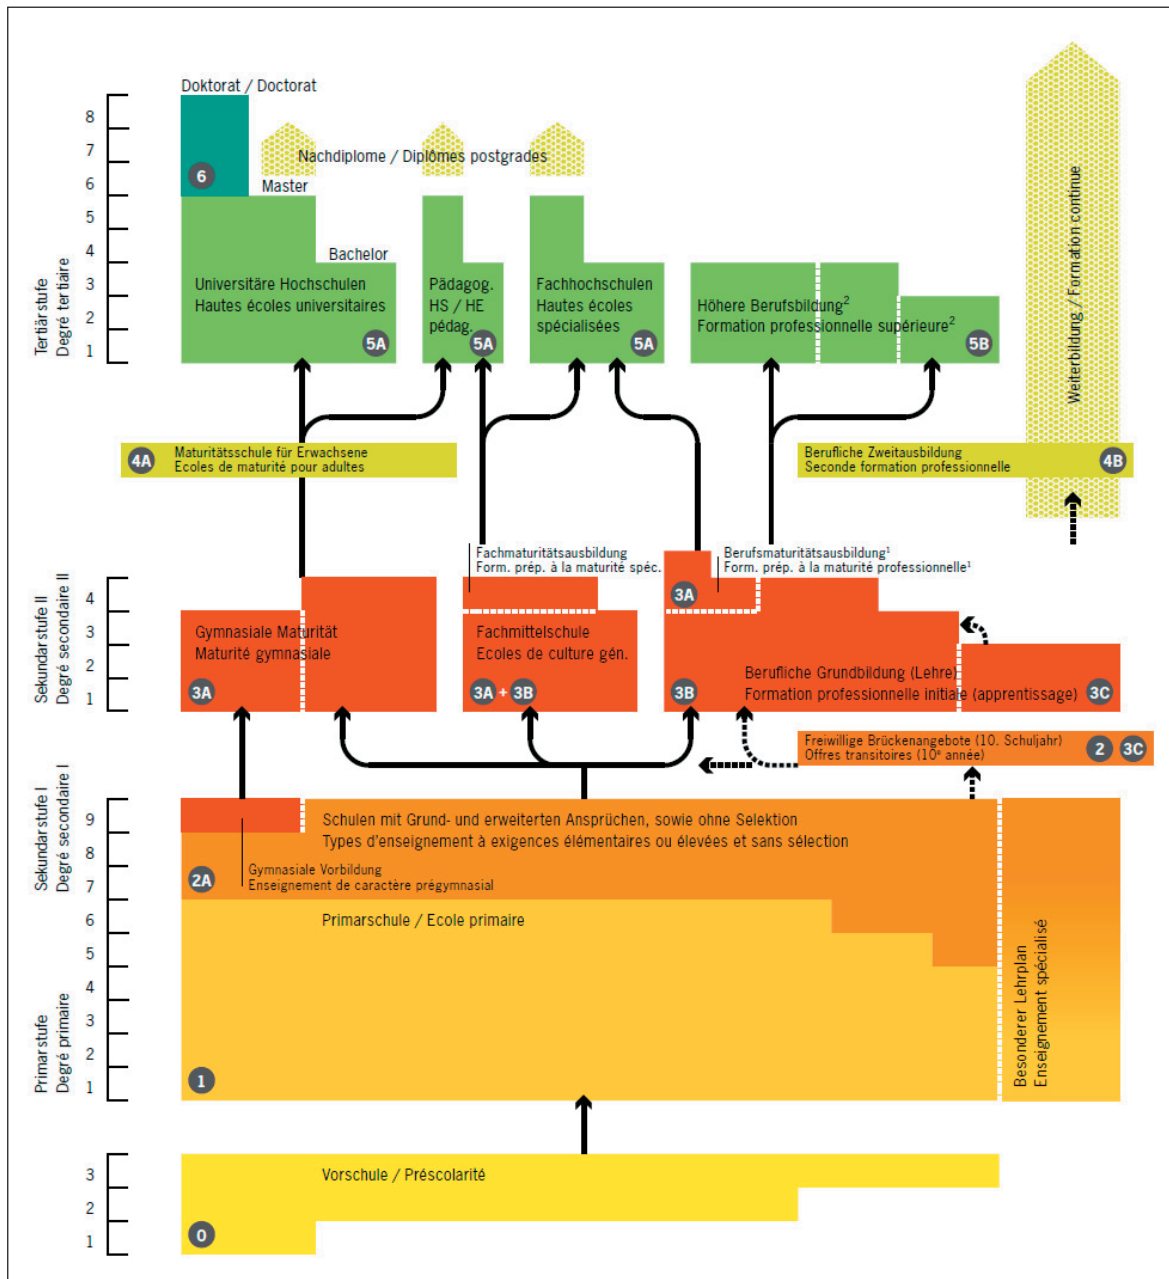 Doktorat / Doctorat
8
7
6
5
4
3
2
1
Tertiärstufe
Degré tertiaire
6
Nachdiplome / Diplômes postgrades
Master
Bachelor
Universitäre Hochschulen
Hautes écoles universitaires
5A
Pädagog.
HS / HE
pédag.
5A
Fachhochschulen
Hautes écoles
spécialisées
5A
Höhere Berufsbildung²
Formation professionnelle supérieure²
5B
Weiterbildung / Formation continue
4A
Maturitätsschule für Erwachsene
Ecoles de maturité pour adultes
Berufliche Zweitausbildung
Seconde formation professionnelle
4B
Fachmaturitätsausbildung
Form. prép. à la maturité spéc.
Berufsmaturitätsausbildung¹
Form. prép. à la maturité professionnelle¹
4
3
2
1
Sekundarstufe II
Degré secondaire II
Gymnasiale Maturität
Maturité gymnasiale
3A
Fachmittelschule
Ecoles de culture gén.
3A + 3B
3A
Berufliche Grundbildung (Lehre)
Formation professionnelle initiale (apprentissage)
3B
3C
Freiwillige Brückenangebote (10. Schuljahr)
Offres transitoires (10ᵉ année)
2
3C
9
8
7
Sekundarstufe I
Degré secondaire I
Schulen mit Grund- und erweiterten Ansprüchen, sowie ohne Selektion
Types d'enseignement à exigences élémentaires ou élevées et sans sélection
Gymnasiale Vorbildung
Enseignement de caractère prégymnasial
2A
6
5
4
3
2
1
Primarstufe
Degré primaire
Primarschule / Ecole primaire
1
Besonderer Lehrplan
Enseignement spécialisé
3
2
1
Vorschule / Préscolarité
0